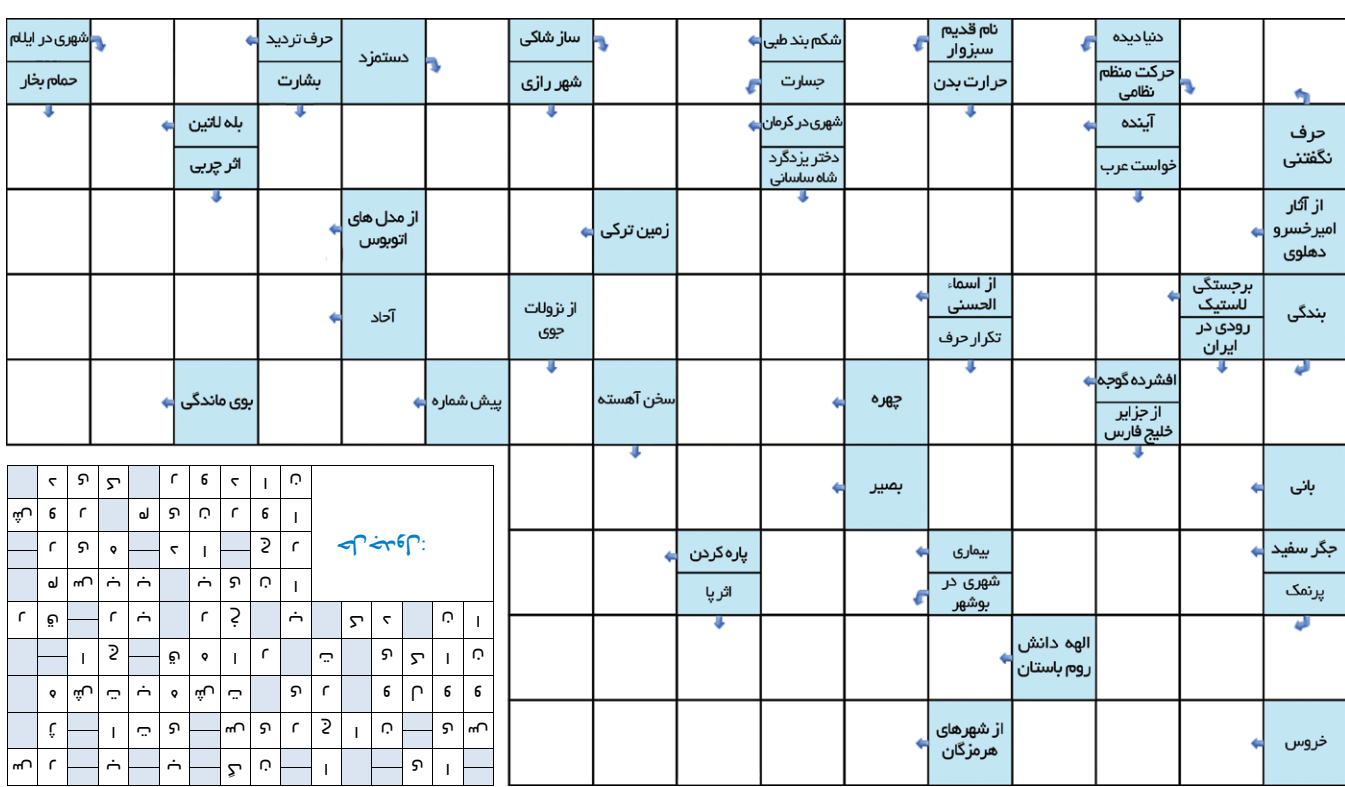 دنیا دیده
حرکت منظم
نظامی
نام قدیم
سبزوار
حرارت بدن
شکم بند طبی
جسارت
ساز شاکی
شهر رازی
دستمزد
حرف تردید
بشارت
شهری در ایلام
حمام بخار
حرف
نگفتنی
آینده
خواست عرب
شهری در کرمان
دختر یزدگرد
شاه ساسانی
بله لاتین
اثر چربی
از آثار
امیرخسرو
دهلوی
زمین ترکی
از مدل های
اتوبوس
بندگی
برجستگی
لاستیک
رودی در
ایران
از اسماء
الحسنی
تکرار حرف
از نزولات
جوی
آحاد
افشرده گوجه
از جزایر
خلیج فارس
چهره
سخن آهسته
پیش شماره
بوی ماندگی
بانی
بصیر
جگر سفید
پرنمک
بیماری
شهری در
بوشهر
پاره کردن
اثر پا
الهه دانش
روم باستان
خروس
از شهرهای
هرمزگان
حل جدول:
س ر ب ب گ ن ا ی ا
ژ ا ت ی س ی ر ج ا ن ی س
ه ش ت ب ه ش ت ی ر و ل و و
ا ج ق ه ا ر ت ی ک ا ن
ر ق ر ب ر خ ب ک د ن ا
م س ب ب ب ی ن ا
ر ی ه د ا ج ر
ش و ر م ی ن ر و ا
د ی ک ر و د ا ن